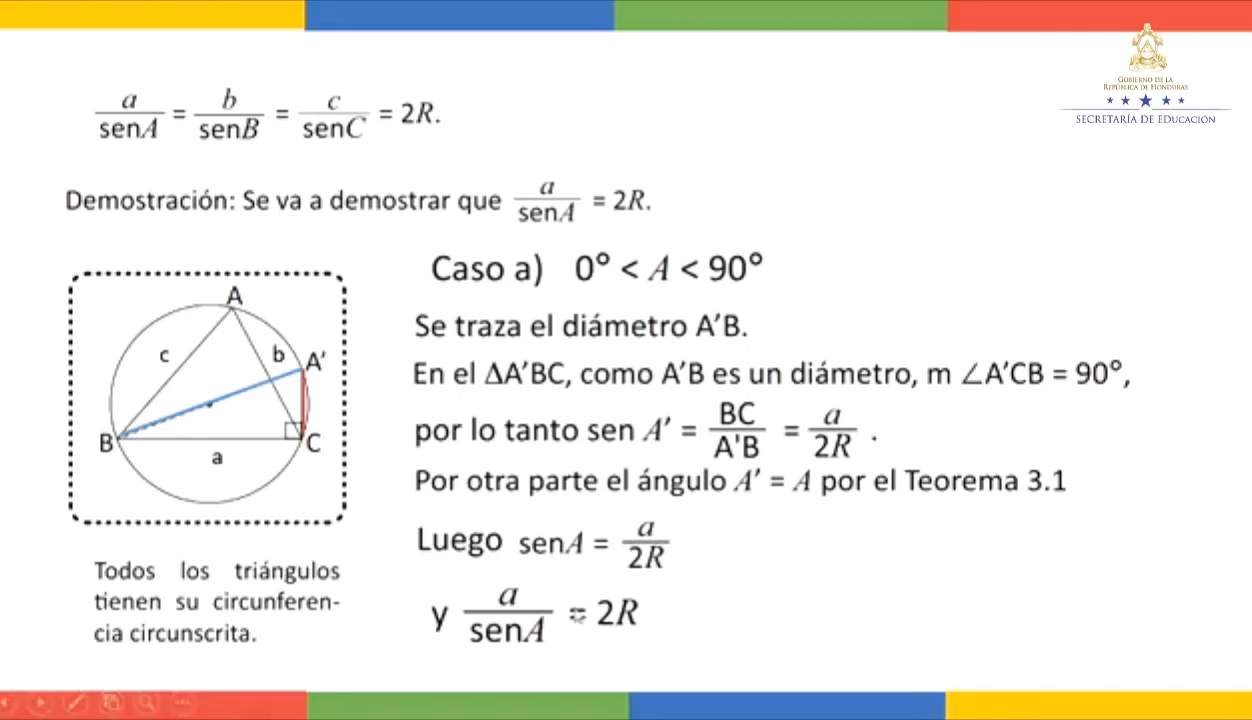 GOBIERNO DE LA
REPÚBLICA DE HONDURAS
SECRETARÍA DE EDUCACIÓN
a/senA = b/senB = c/senC = 2R.
Demostración: Se va a demostrar que a/senA = 2R.
Caso a) 0° < A < 90°
Se traza el diámetro A'B.
En el ΔA'BC, como A'B es un diámetro, m ∠A'CB = 90°,
por lo tanto sen A' = BC/A'B = a/2R .
Por otra parte el ángulo A' = A por el Teorema 3.1
Luego senA = a/2R
y a/senA = 2R
A
c
b
A'
B
C
a
Todos los triángulos
tienen su circunferen-
cia circunscrita.